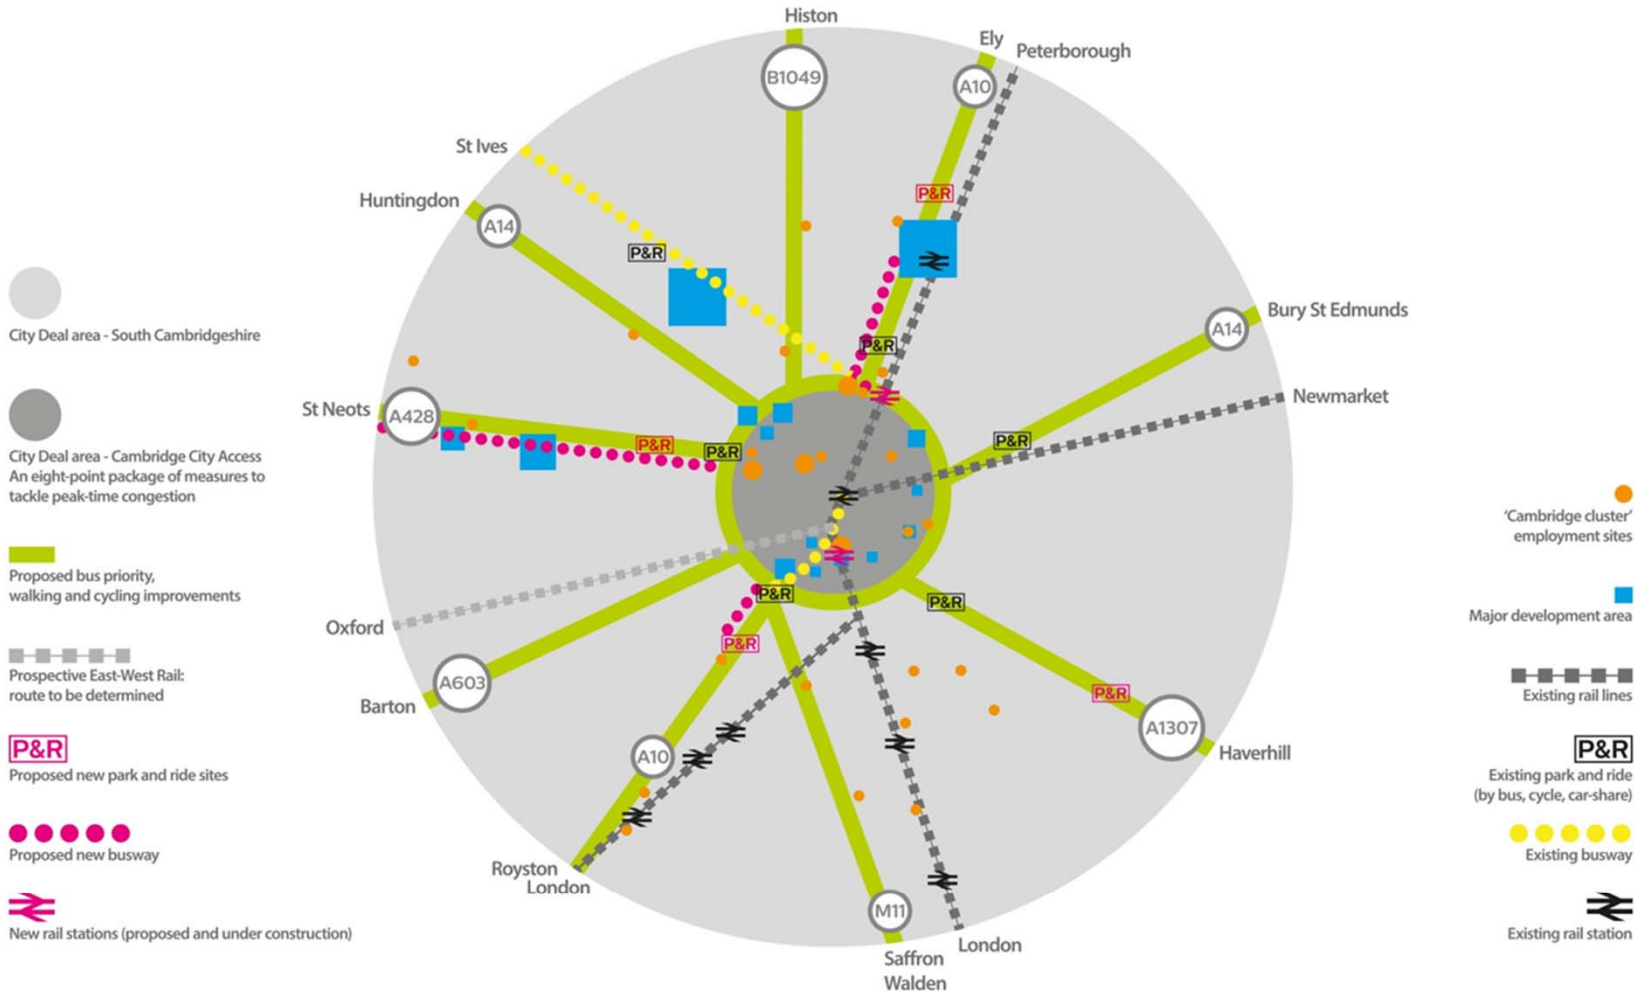 Histon
Ely
Peterborough
B1049
A10
St Ives
P&R
Huntingdon
A14
P&R
Bury St Edmunds
A14
P&R
Newmarket
St Neots
A428
P&R
P&R
P&R
Oxford
Barton
A603
P&R
P&R
P&R
P&R
A1307
Haverhill
A10
Royston
London
M11
Saffron
Walden
London
City Deal area - South Cambridgeshire
City Deal area - Cambridge City Access
An eight-point package of measures to
tackle peak-time congestion
Proposed bus priority,
walking and cycling improvements
Prospective East-West Rail:
route to be determined
P&R
Proposed new park and ride sites
Proposed new busway
New rail stations (proposed and under construction)
‘Cambridge cluster’
employment sites
Major development area
Existing rail lines
P&R
Existing park and ride
(by bus, cycle, car-share)
Existing busway
Existing rail station